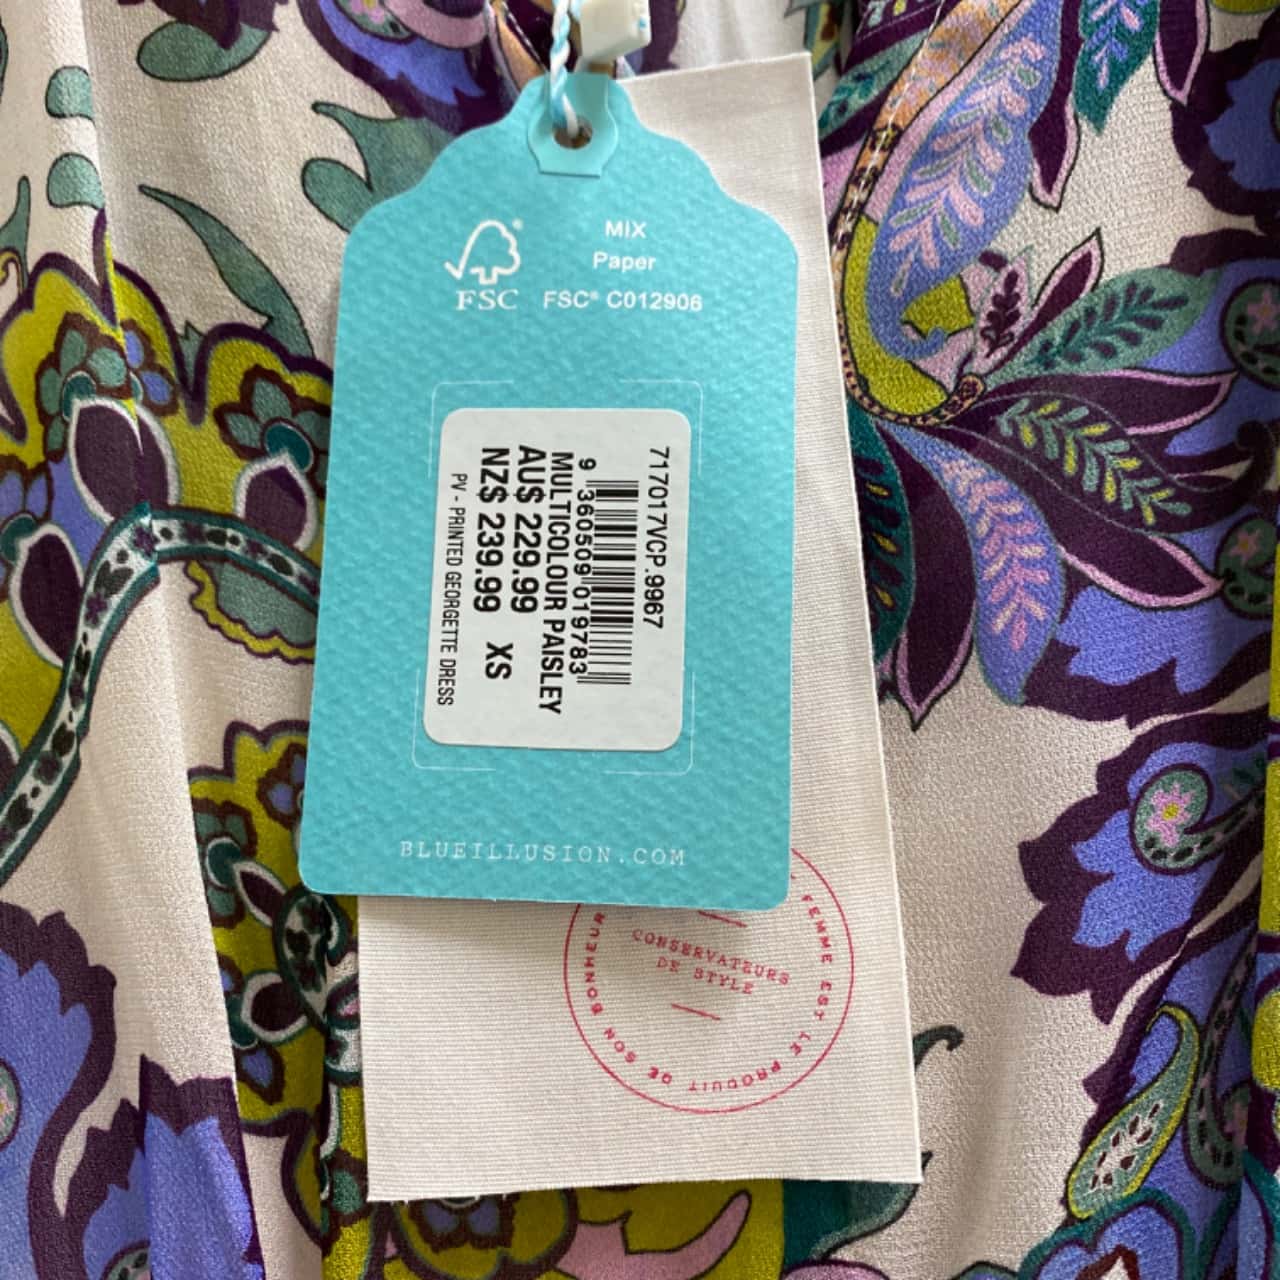 MIX
Paper
FSC® C012906
FSC
717017VCP.9967
9 360509 019783
MULTICOLOUR PAISLEY
AU$ 229.99
NZ$ 239.99 XS
PV - PRINTED GEORGETTE DRESS
BLUEILLUSION.COM
CONSERVATEURS
DE STYLE
FEMME EST LE PRODUIT DE SON BONHEUR